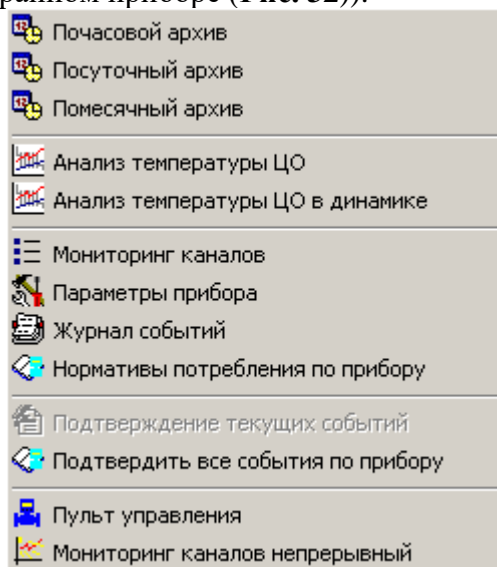 Почасовой архив
Посуточный архив
Помесячный архив
Анализ температуры ЦО
Анализ температуры ЦО в динамике
Мониторинг каналов
Параметры прибора
Журнал событий
Нормативы потребления по прибору
Подтверждение текущих событий
Подтвердить все события по прибору
Пульт управления
Мониторинг каналов непрерывный